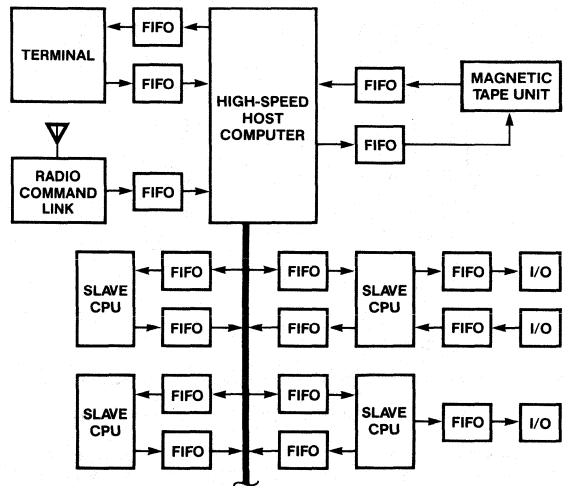 FIFO
TERMINAL
FIFO
HIGH-SPEED
HOST
COMPUTER
FIFO
MAGNETIC
TAPE UNIT
FIFO
RADIO
COMMAND
LINK
FIFO
SLAVE
CPU
FIFO
FIFO
FIFO
FIFO
SLAVE
CPU
FIFO
I/O
FIFO
I/O
SLAVE
CPU
FIFO
FIFO
FIFO
FIFO
SLAVE
CPU
FIFO
I/O